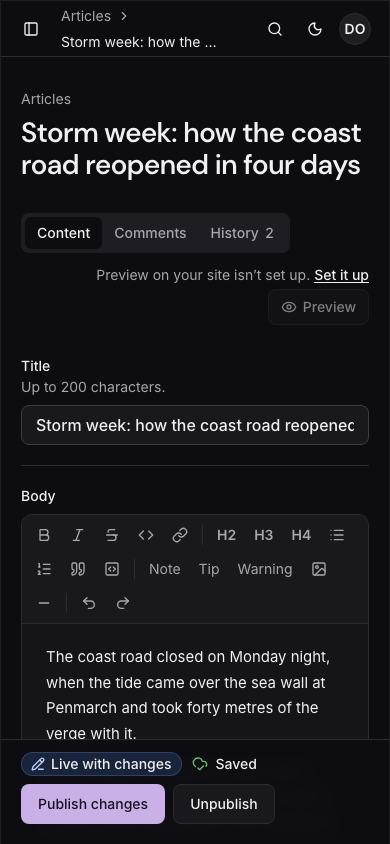 Articles
Storm week: how the ...
DO
Articles
Storm week: how the coast
road reopened in four days
Content Comments History 2
Preview on your site isn't set up. Set it up
Preview
Title
Up to 200 characters.
Storm week: how the coast road reopened
Body
H2 H3 H4
Note Tip Warning
The coast road closed on Monday night,
when the tide came over the sea wall at
Penmarch and took forty metres of the
verge with it.
Live with changes Saved
Publish changes Unpublish